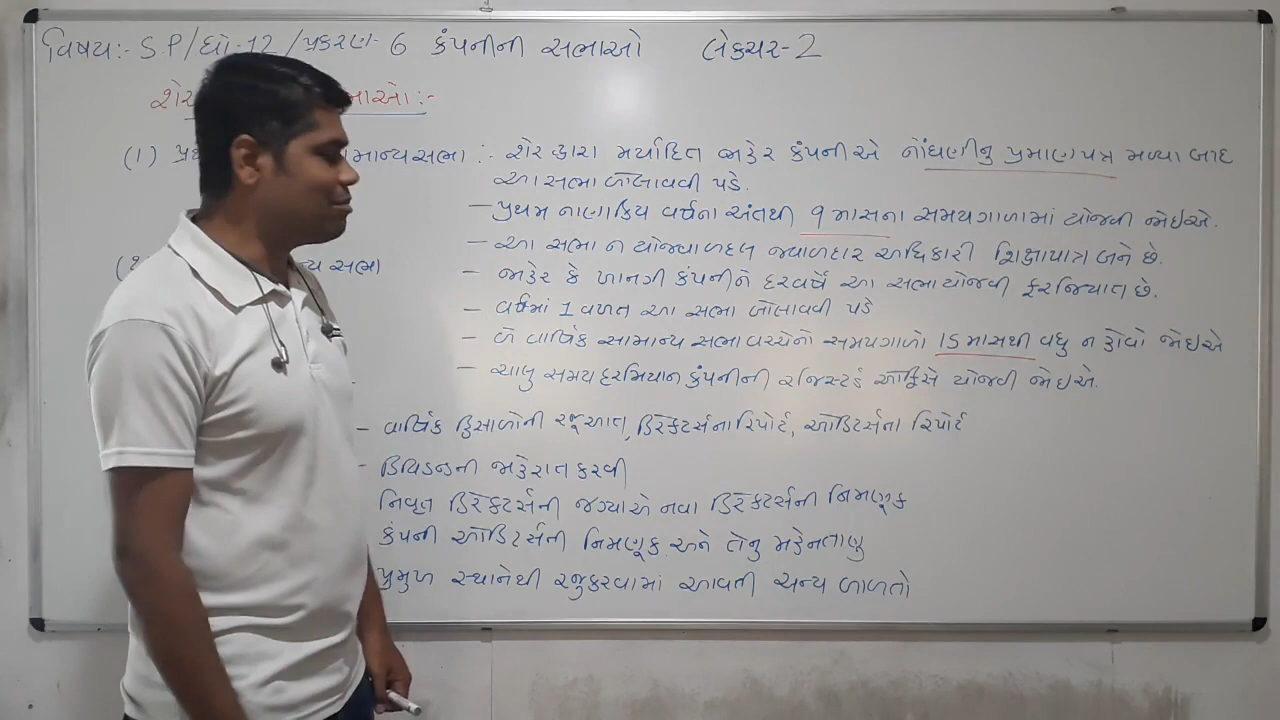 વિષય:- S.P/ધો-12/પ્રકરણ-6 કંપનીની સભાઓ લેક્ચર-2
શેર
(1) સામાન્યસભા :- શેર દ્વારા મર્યાદિત જાહેર કંપનીએ નોંધણીનુ પ્રમાણપત્ર મળ્યા બાદ
આ સભા બોલાવવી પડે.
- પ્રથમ નાણાકિય વર્ષના અંતથી ૧ માસના સમયગાળામાં યોજવી જોઈએ.
- આ સભા ન યોજવા બદલ જવાબદાર અધિકારી શિક્ષાપાત્ર બને છે.
સભા
- જાહેર કે ખાનગી કંપનીને દરવર્ષે આ સભા યોજવી ફરજિયાત છે.
- વર્ષમાં 1 વખત આ સભા બોલાવવી પડે
- બે વાર્ષિક સામાન્ય સભા વચ્ચેનો સમયગાળો 15 માસથી વધુ ન હોવો જોઈએ
- ચાલુ સમય દરમિયાન કંપનીની રજિસ્ટર્ડ ઓફિસે યોજવી જોઈએ.
- વાર્ષિક હિસાબોની રજૂઆત, ડિરેક્ટર્સના રિપોર્ટ, ઓડિટર્સના રિપોર્ટ
- ડિવિડન્ડની જાહેરાત કરવી
નિવૃત્ત ડિરેક્ટર્સની જગ્યાએ નવા ડિરેક્ટર્સની નિમણૂક
કંપની ઓડિટર્સની નિમણૂક અને તેનુ મહેનતાણુ
પ્રમુખ સ્થાનેથી રજુ કરવામાં આવતી અન્ય બાબતો